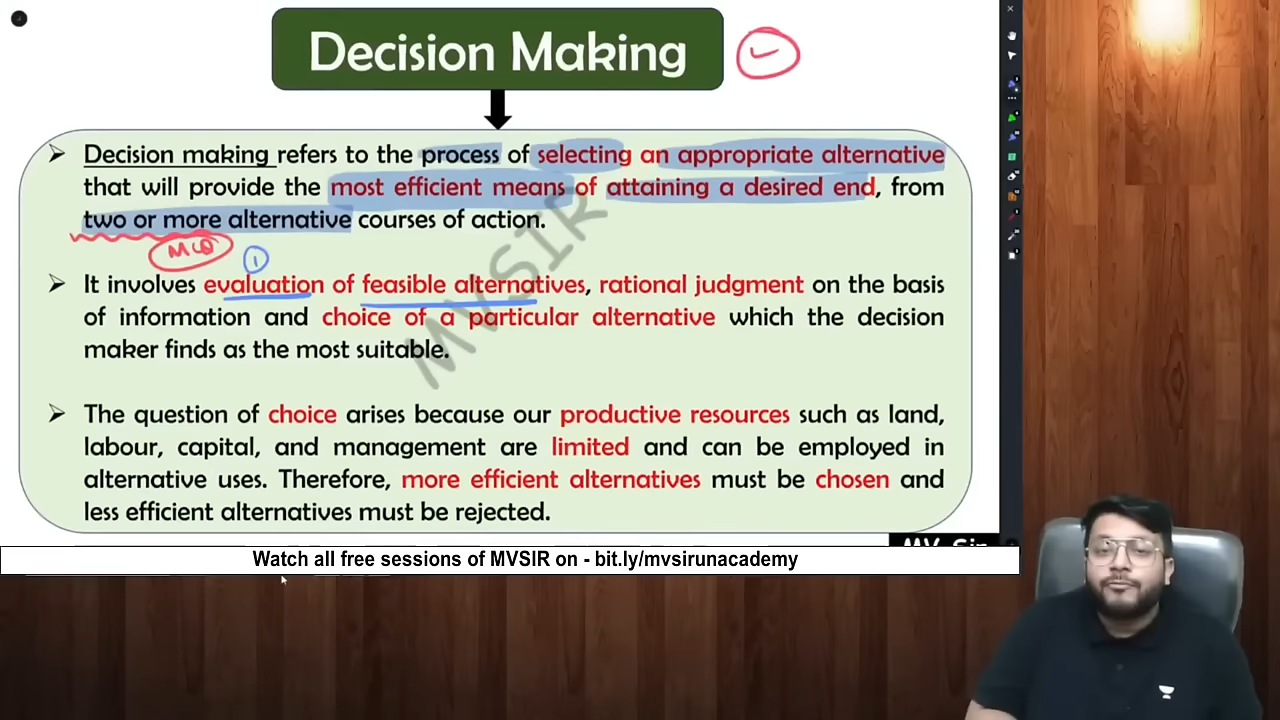 Decision Making
➢ Decision making refers to the process of selecting an appropriate alternative
that will provide the most efficient means of attaining a desired end, from
two or more alternative courses of action.
MCQ
1
➢ It involves evaluation of feasible alternatives, rational judgment on the basis
of information and choice of a particular alternative which the decision
maker finds as the most suitable.
MVSIR
➢ The question of choice arises because our productive resources such as land,
labour, capital, and management are limited and can be employed in
alternative uses. Therefore, more efficient alternatives must be chosen and
less efficient alternatives must be rejected.
MV Sir
Watch all free sessions of MVSIR on - bit.ly/mvsirunacademy